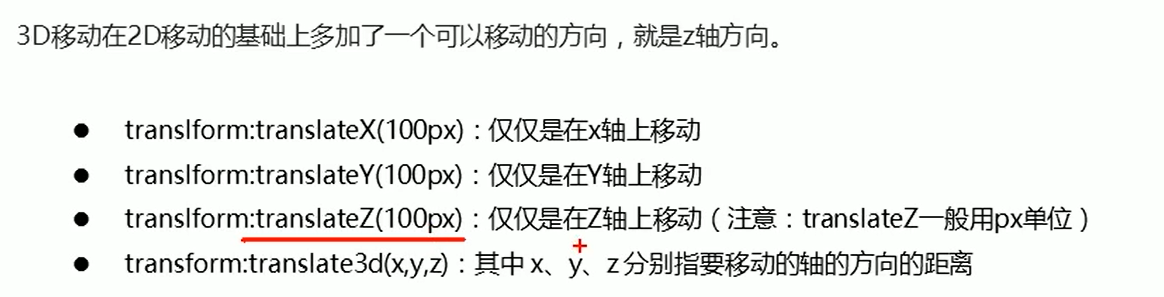 3D移动在2D移动的基础上多加了一个可以移动的方向，就是z轴方向。
● translform:translateX(100px)：仅仅是在x轴上移动
● translform:translateY(100px)：仅仅是在Y轴上移动
● translform:translateZ(100px)：仅仅是在Z轴上移动（注意：translateZ一般用px单位）
● transform:translate3d(x,y,z)：其中 x、y、z 分别指要移动的轴的方向的距离